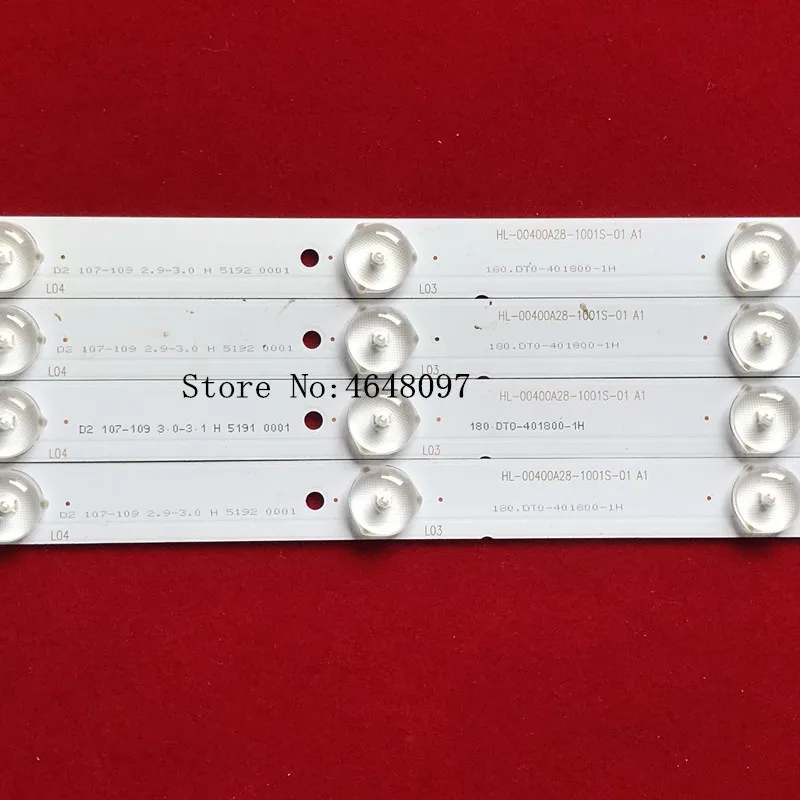 HL-00400A28-1001S-01 A1
D2 107-109 2.9-3.0 H 5192 0001
180.DT0-401800-1H
L04
L03
HL-00400A28-1001S-01 A1
D2 107-109 2.9-3.0 H 5192 0001
180.DT0-401800-1H
L04
L03
Store No:4648097
HL-00400A28-1001S-01 A1
D2 107-109 3.0-3.1 H 5191 0001
180.DT0-401800-1H
L04
L03
HL-00400A28-1001S-01 A1
D2 107-109 2.9-3.0 H 5192 0001
180.DT0-401800-1H
L04
L03